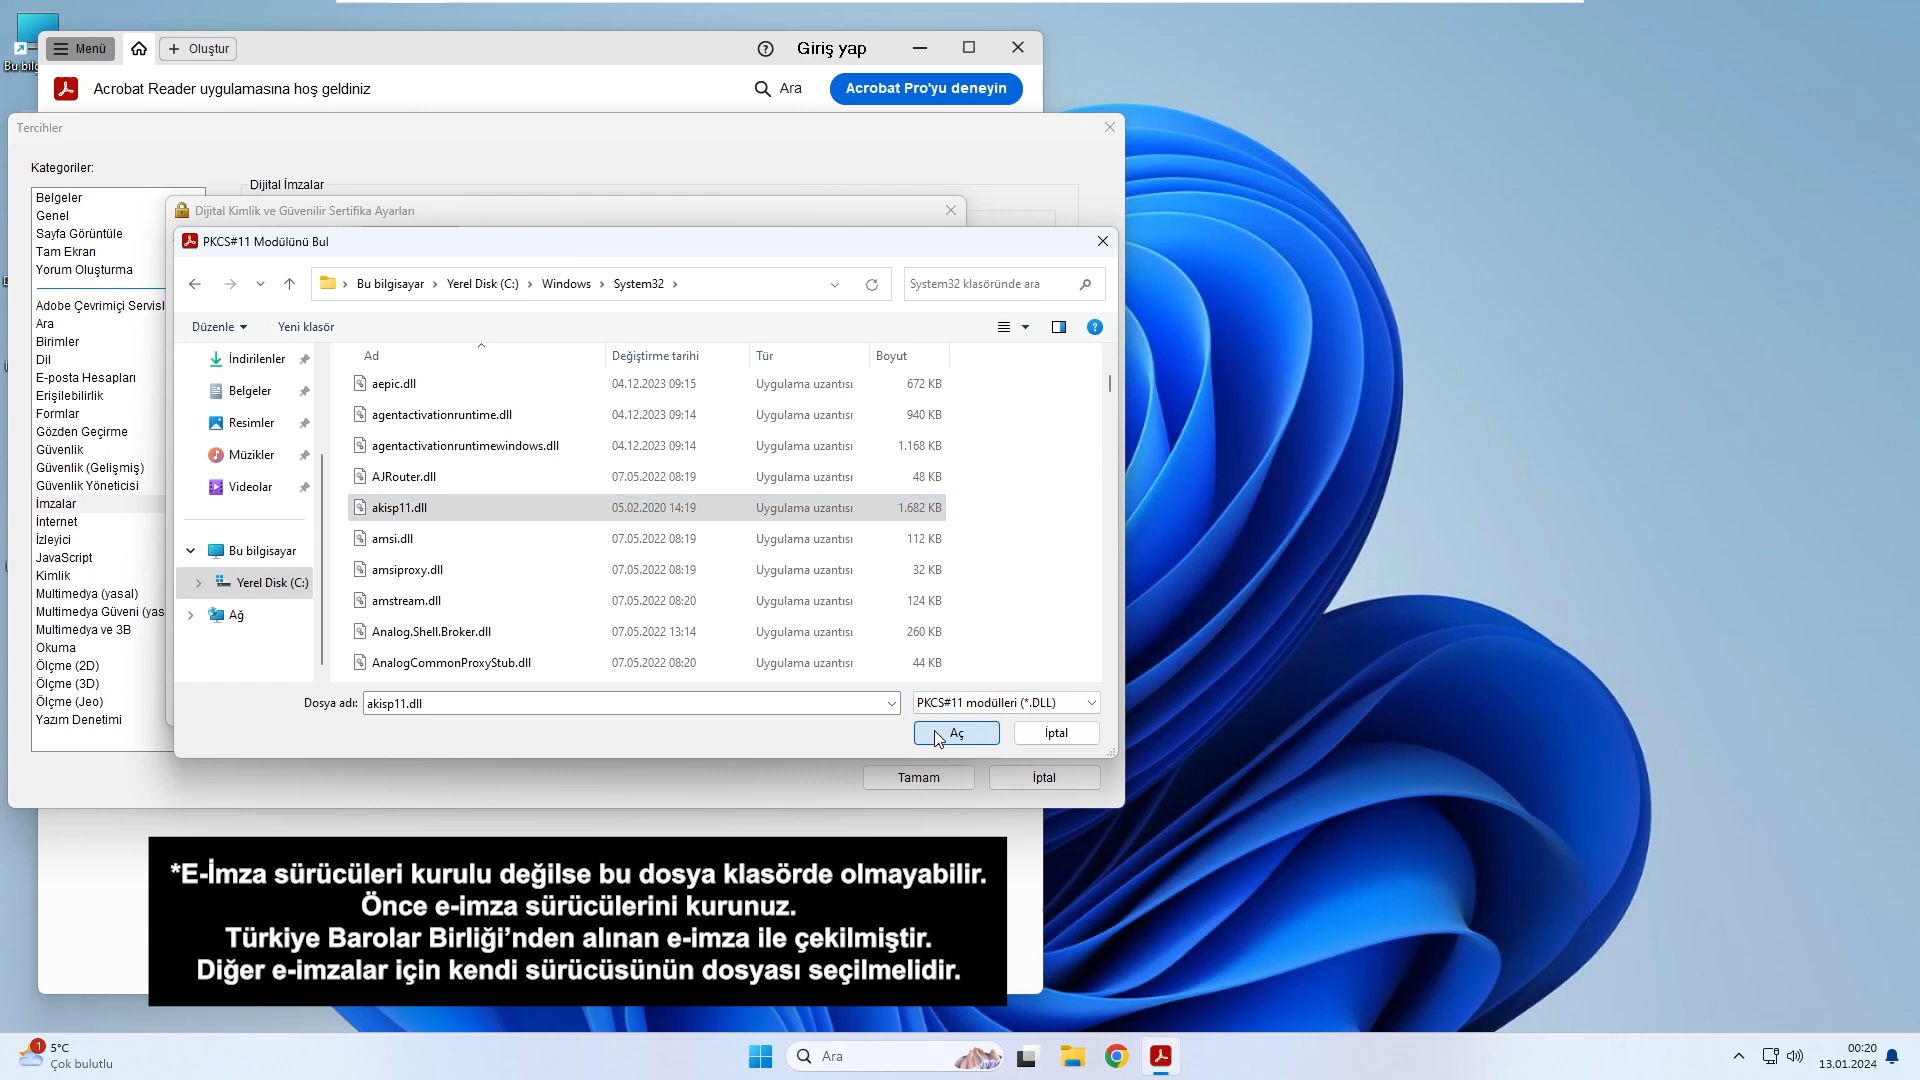 Bu bilg
Menü
Oluştur
Giriş yap
Acrobat Reader uygulamasına hoş geldiniz
Ara
Acrobat Pro'yu deneyin
Tercihler
Kategoriler:
Dijital İmzalar
Belgeler
Genel
Sayfa Görüntüle
Tam Ekran
Yorum Oluşturma
Adobe Çevrimiçi Servisl
Ara
Birimler
Dil
E-posta Hesapları
Erişilebilirlik
Formlar
Gözden Geçirme
Güvenlik
Güvenlik (Gelişmiş)
Güvenlik Yöneticisi
İmzalar
İnternet
İzleyici
JavaScript
Kimlik
Multimedya (yasal)
Multimedya Güveni (yas
Multimedya ve 3B
Okuma
Ölçme (2D)
Ölçme (3D)
Ölçme (Jeo)
Yazım Denetimi
Dijital Kimlik ve Güvenilir Sertifika Ayarları
PKCS#11 Modülünü Bul
Bu bilgisayar > Yerel Disk (C:) > Windows > System32 >
System32 klasöründe ara
Düzenle
Yeni klasör
İndirilenler
Belgeler
Resimler
Müzikler
Videolar
Bu bilgisayar
Yerel Disk (C:)
Ağ
Ad Değiştirme tarihi Tür Boyut
aepic.dll 04.12.2023 09:15 Uygulama uzantısı 672 KB
agentactivationruntime.dll 04.12.2023 09:14 Uygulama uzantısı 940 KB
agentactivationruntimewindows.dll 04.12.2023 09:14 Uygulama uzantısı 1.168 KB
AJRouter.dll 07.05.2022 08:19 Uygulama uzantısı 48 KB
akisp11.dll 05.02.2020 14:19 Uygulama uzantısı 1.682 KB
amsi.dll 07.05.2022 08:19 Uygulama uzantısı 112 KB
amsiproxy.dll 07.05.2022 08:19 Uygulama uzantısı 32 KB
amstream.dll 07.05.2022 08:20 Uygulama uzantısı 124 KB
Analog.Shell.Broker.dll 07.05.2022 13:14 Uygulama uzantısı 260 KB
AnalogCommonProxyStub.dll 07.05.2022 08:20 Uygulama uzantısı 44 KB
Dosya adı: akisp11.dll
PKCS#11 modülleri (*.DLL)
Aç
İptal
Tamam
İptal
*E-İmza sürücüleri kurulu değilse bu dosya klasörde olmayabilir.
Önce e-imza sürücülerini kurunuz.
Türkiye Barolar Birliği’nden alınan e-imza ile çekilmiştir.
Diğer e-imzalar için kendi sürücüsünün dosyası seçilmelidir.
1
5°C
Çok bulutlu
Ara
00:20
13.01.2024